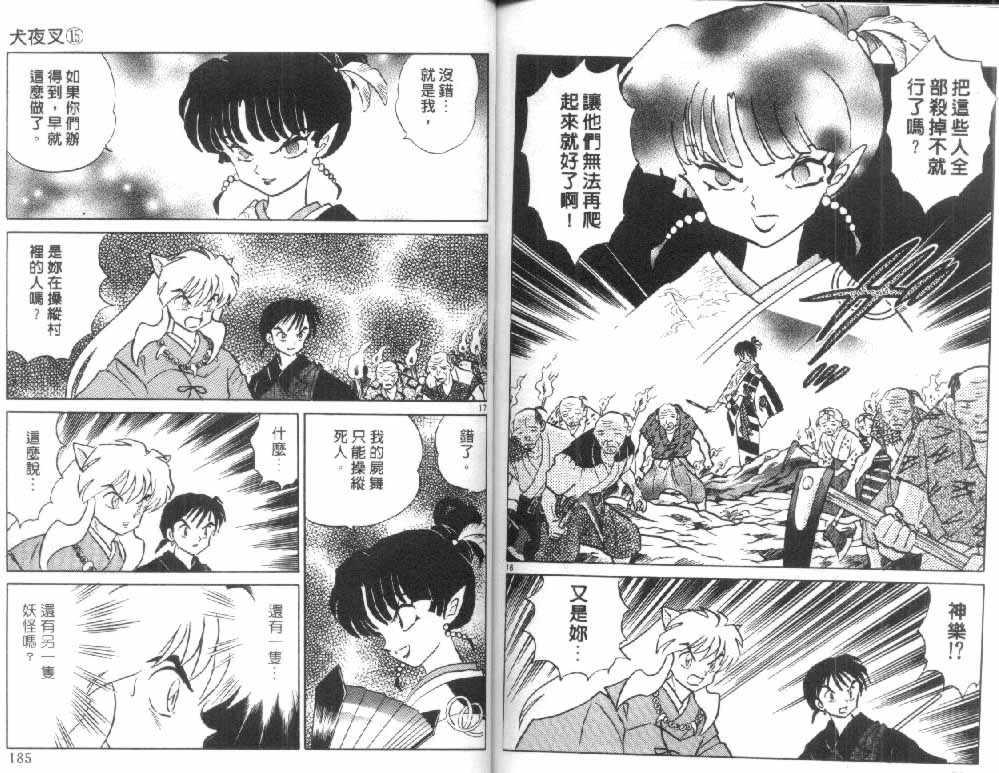 把這些人全
部殺掉不就
行了嗎?
讓他們無法再爬
起來就好了啊!
16
神樂!?
又是妳…
犬夜叉⑮
沒錯…
就是我,
如果你們辦
得到,早就
這麼做了。
是妳在操縱村
裡的人嗎?
17
錯了。
我的屍舞
只能操縱
死人。
什麼…
這麼說…
還有一隻…
還有另一隻
妖怪嗎?
185